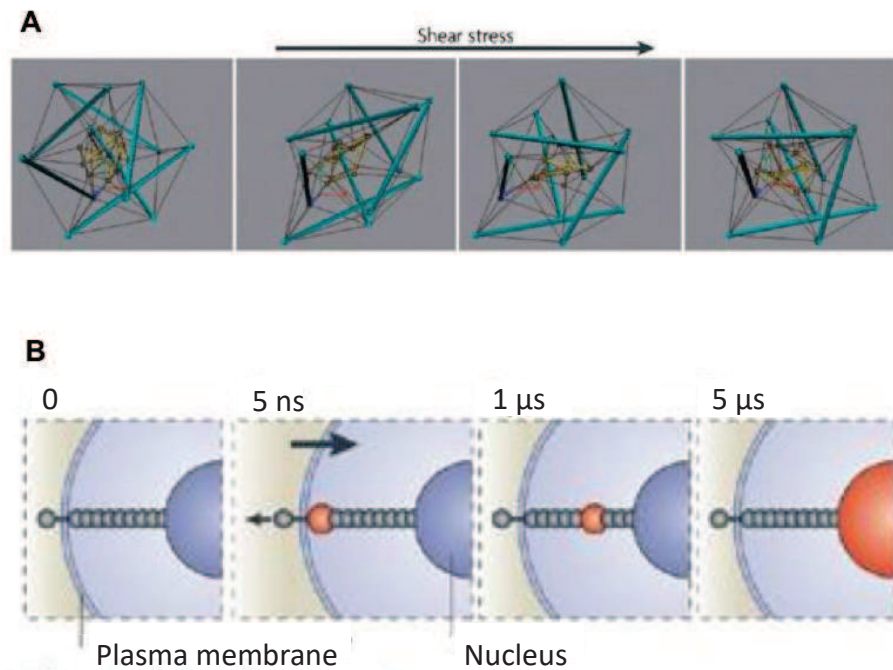 A
Shear stress
B
0
5 ns
1 μs
5 μs
Plasma membrane
Nucleus